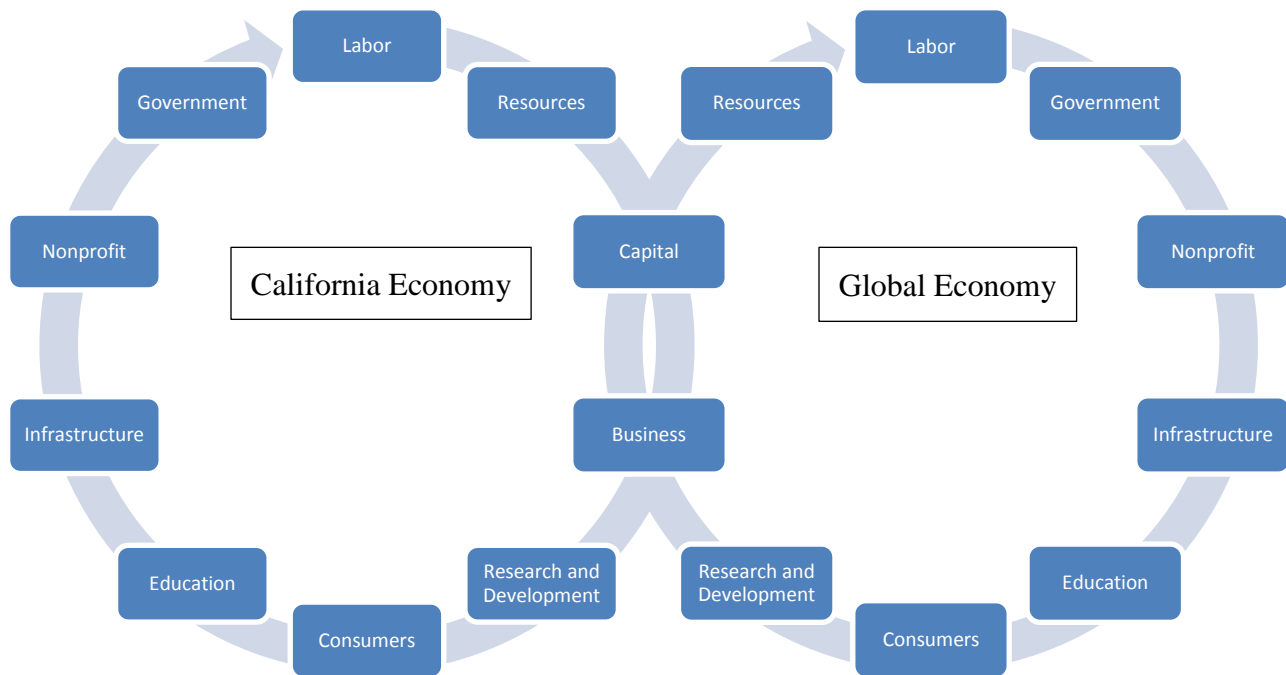 Labor
Resources
Government
Nonprofit
Capital
California Economy
Infrastructure
Business
Education
Research and
Development
Consumers
Labor
Resources
Government
Nonprofit
Global Economy
Infrastructure
Research and
Development
Education
Consumers